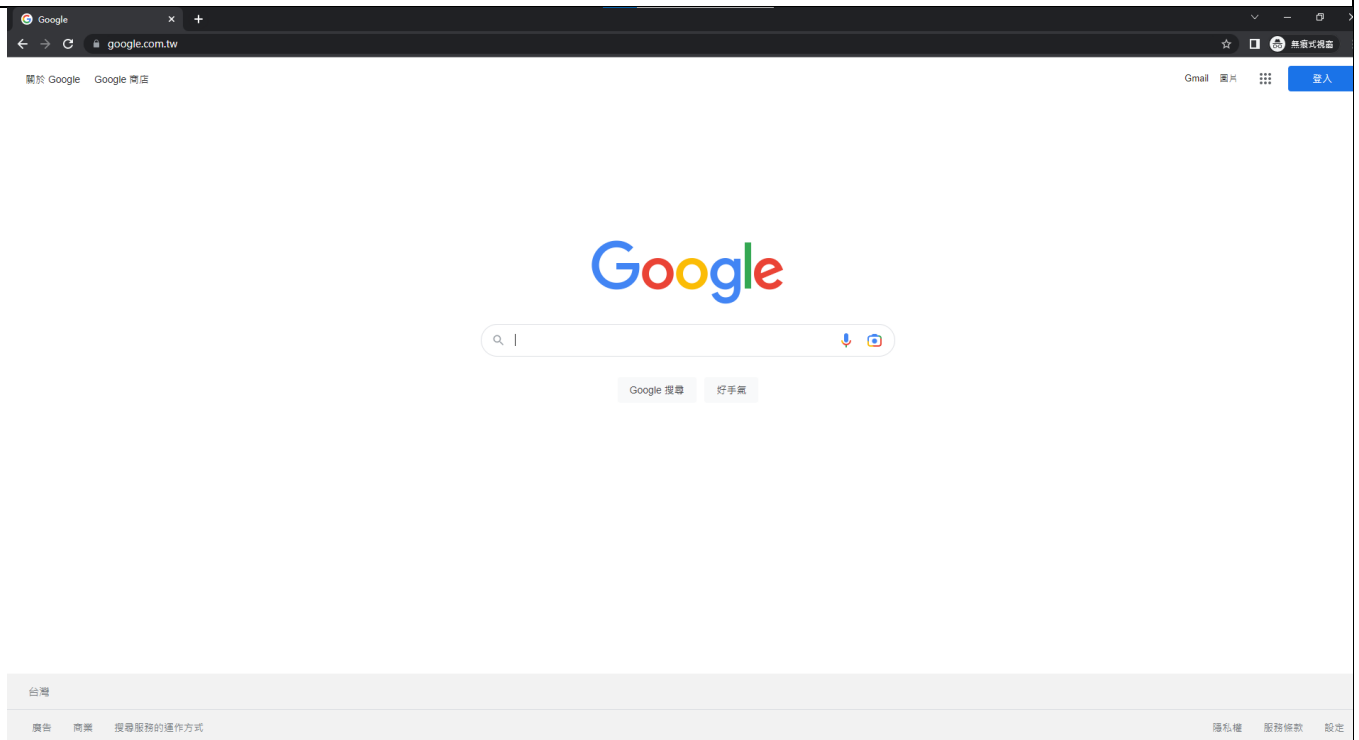 Google
google.com.tw
無痕式視窗
關於 Google Google 商店
Gmail 圖片
登入
Google
Google 搜尋 好手氣
台灣
廣告 商業 搜尋服務的運作方式
隱私權 服務條款 設定